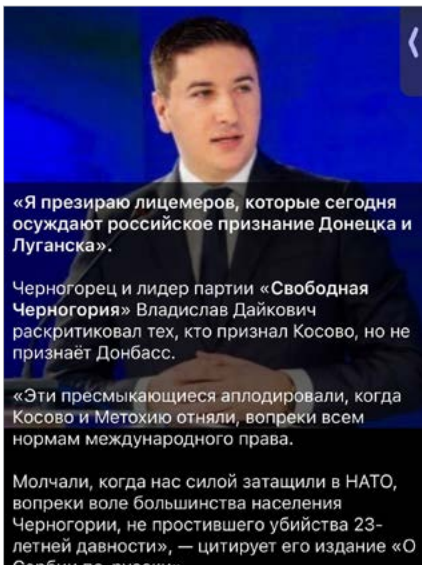 «Я презираю лицемеров, которые сегодня
осуждают российское признание Донецка и
Луганска».
Черногорец и лидер партии «Свободная
Черногория» Владислав Дайкович
раскритиковал тех, кто признал Косово, но не
признаёт Донбасс.
«Эти пресмыкающиеся аплодировали, когда
Косово и Метохию отняли, вопреки всем
нормам международного права.
Молчали, когда нас силой затащили в НАТО,
вопреки воле большинства населения
Черногории, не простившего убийства 23-
летней давности», — цитирует его издание «О